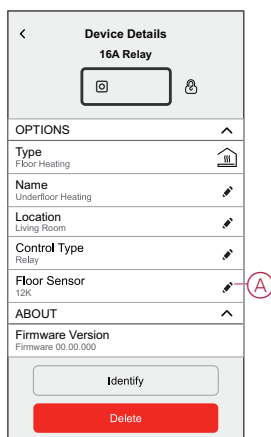 Device Details
16A Relay
OPTIONS
Type
Floor Heating
Name
Underfloor Heating
Location
Living Room
Control Type
Relay
Floor Sensor
12K
A
ABOUT
Firmware Version
Firmware 00.00.000
Identify
Delete